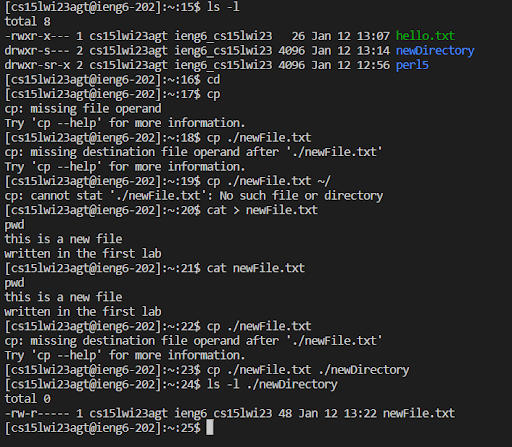 [cs15lwi23agt@ieng6-202]:~:15$ ls -l
total 8
-rwxr-x--- 1 cs15lwi23agt ieng6_cs15lwi23   26 Jan 12 13:07 hello.txt
drwxr-s--- 2 cs15lwi23agt ieng6_cs15lwi23 4096 Jan 12 13:14 newDirectory
drwxr-sr-x 2 cs15lwi23agt ieng6_cs15lwi23 4096 Jan 12 12:56 perl5
[cs15lwi23agt@ieng6-202]:~:16$ cd
[cs15lwi23agt@ieng6-202]:~:17$ cp
cp: missing file operand
Try 'cp --help' for more information.
[cs15lwi23agt@ieng6-202]:~:18$ cp ./newFile.txt
cp: missing destination file operand after './newFile.txt'
Try 'cp --help' for more information.
[cs15lwi23agt@ieng6-202]:~:19$ cp ./newFile.txt ~/
cp: cannot stat './newFile.txt': No such file or directory
[cs15lwi23agt@ieng6-202]:~:20$ cat > newFile.txt
pwd
this is a new file
written in the first lab
[cs15lwi23agt@ieng6-202]:~:21$ cat newFile.txt
pwd
this is a new file
written in the first lab
[cs15lwi23agt@ieng6-202]:~:22$ cp ./newFile.txt
cp: missing destination file operand after './newFile.txt'
Try 'cp --help' for more information.
[cs15lwi23agt@ieng6-202]:~:23$ cp ./newFile.txt ./newDirectory
[cs15lwi23agt@ieng6-202]:~:24$ ls -l ./newDirectory
total 0
-rw-r----- 1 cs15lwi23agt ieng6_cs15lwi23 48 Jan 12 13:22 newFile.txt
[cs15lwi23agt@ieng6-202]:~:25$